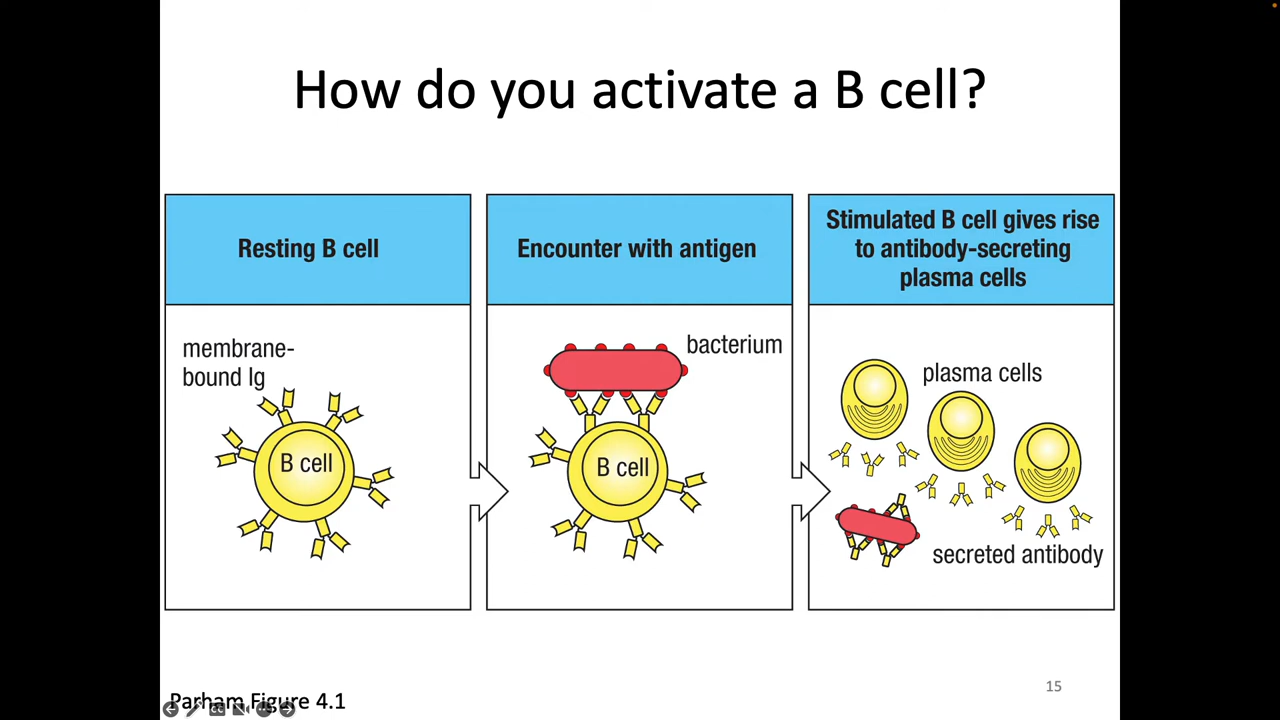 How do you activate a B cell?
Resting B cell
membrane-
bound Ig
B cell
Encounter with antigen
bacterium
B cell
Stimulated B cell gives rise
to antibody-secreting
plasma cells
plasma cells
secreted antibody
Parham Figure 4.1
15